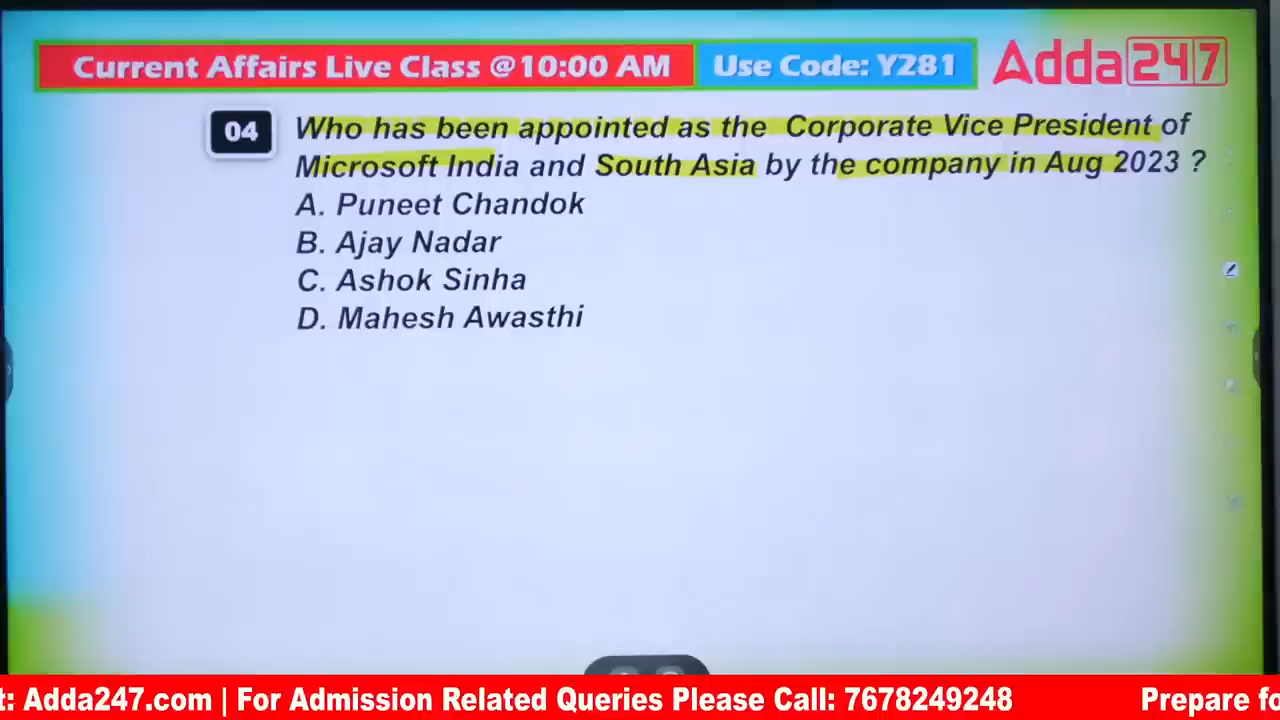 Current Affairs Live Class @10:00 AM
Use Code: Y281
Adda247
04
Who has been appointed as the Corporate Vice President of
Microsoft India and South Asia by the company in Aug 2023 ?
A. Puneet Chandok
B. Ajay Nadar
C. Ashok Sinha
D. Mahesh Awasthi
t: Adda247.com | For Admission Related Queries Please Call: 7678249248
Prepare fo